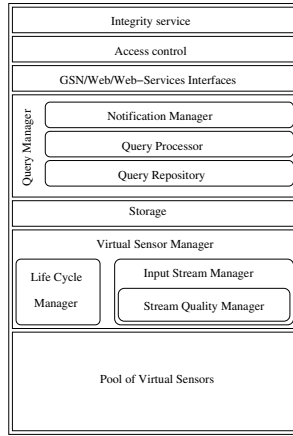 Integrity service
Access control
GSN/Web/Web−Services Interfaces
Query Manager
Notification Manager
Query Processor
Query Repository
Storage
Virtual Sensor Manager
Life Cycle
Manager
Input Stream Manager
Stream Quality Manager
Pool of Virtual Sensors